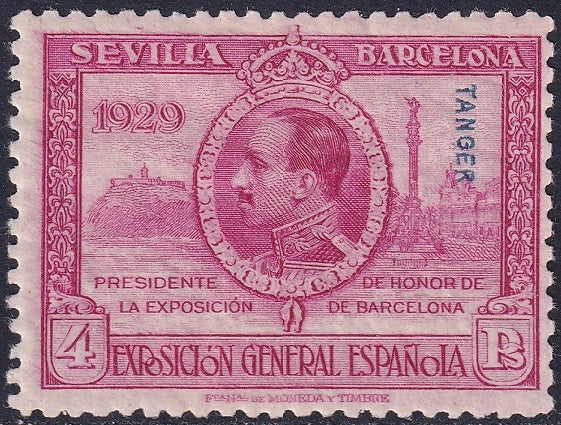 SEVILLA BARCELONA
1929
TANGER
PRESIDENTE DE HONOR DE
LA EXPOSICIÓN DE BARCELONA
4 EXPOSICIÓN GENERAL ESPAÑOLA Ps
FCA. NAL. DE MONEDA Y TIMBRE